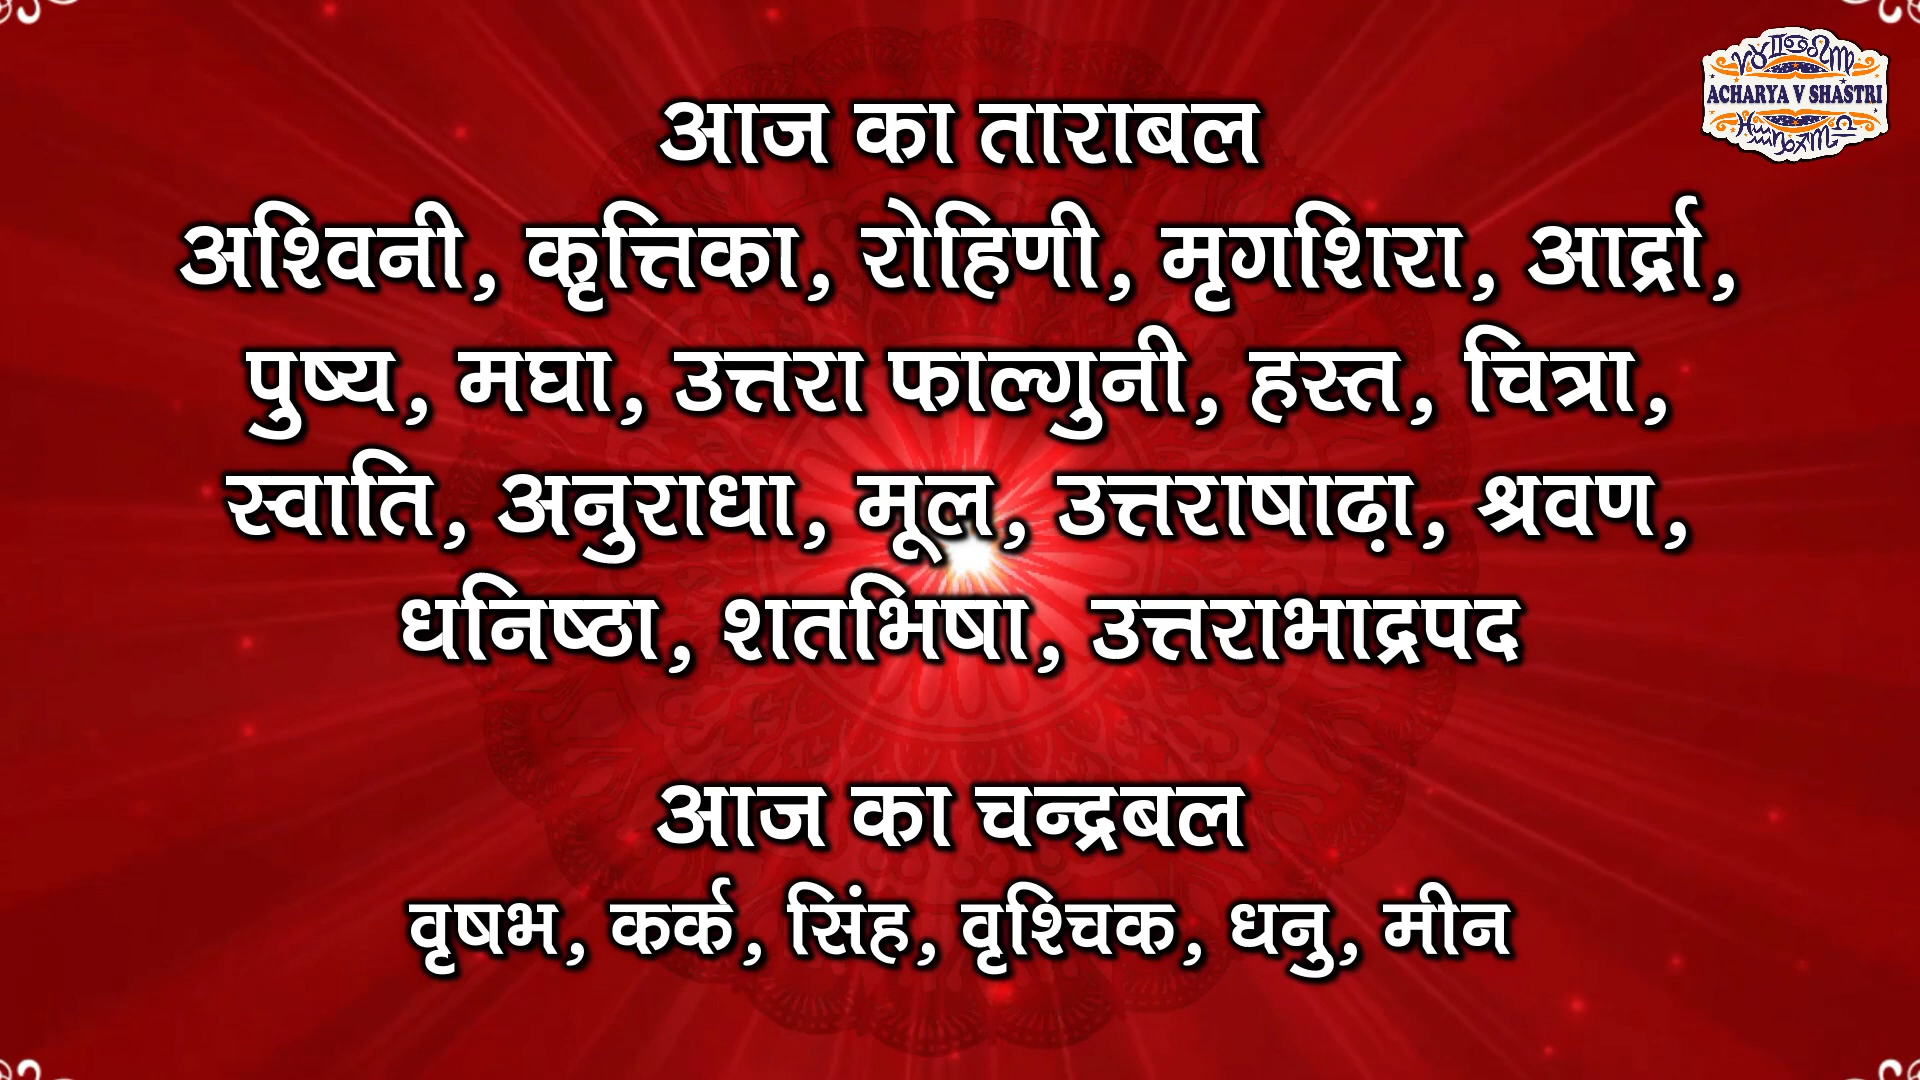 ACHARYA V SHASTRI
आज का ताराबल
अश्विनी, कृत्तिका, रोहिणी, मृगशिरा, आर्द्रा,
पुष्य, मघा, उत्तरा फाल्गुनी, हस्त, चित्रा,
स्वाति, अनुराधा, मूल, उत्तराषाढ़ा, श्रवण,
धनिष्ठा, शतभिषा, उत्तराभाद्रपद
आज का चन्द्रबल
वृषभ, कर्क, सिंह, वृश्चिक, धनु, मीन